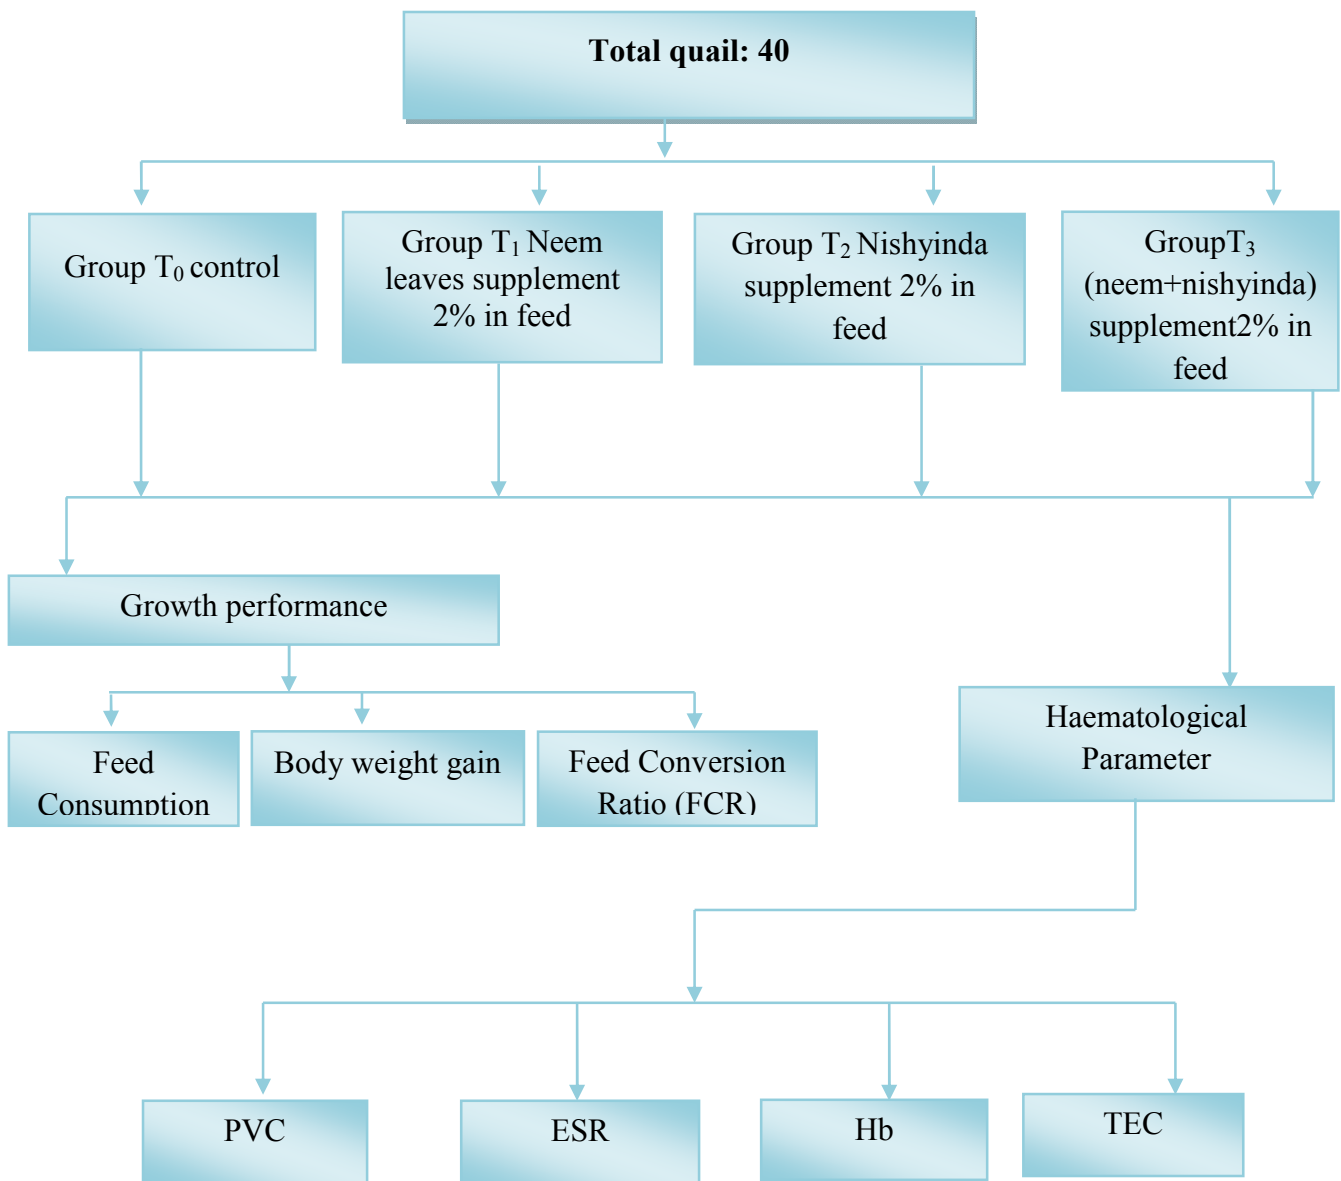 Total quail: 40
Group T₀ control
Group T₁ Neem
leaves supplement
2% in feed
Group T₂ Nishyinda
supplement 2% in
feed
GroupT₃
(neem+nishyinda)
supplement2% in
feed
Growth performance
Feed
Consumption
Body weight gain
Feed Conversion
Ratio (FCR)
Haematological
Parameter
PVC
ESR
Hb
TEC